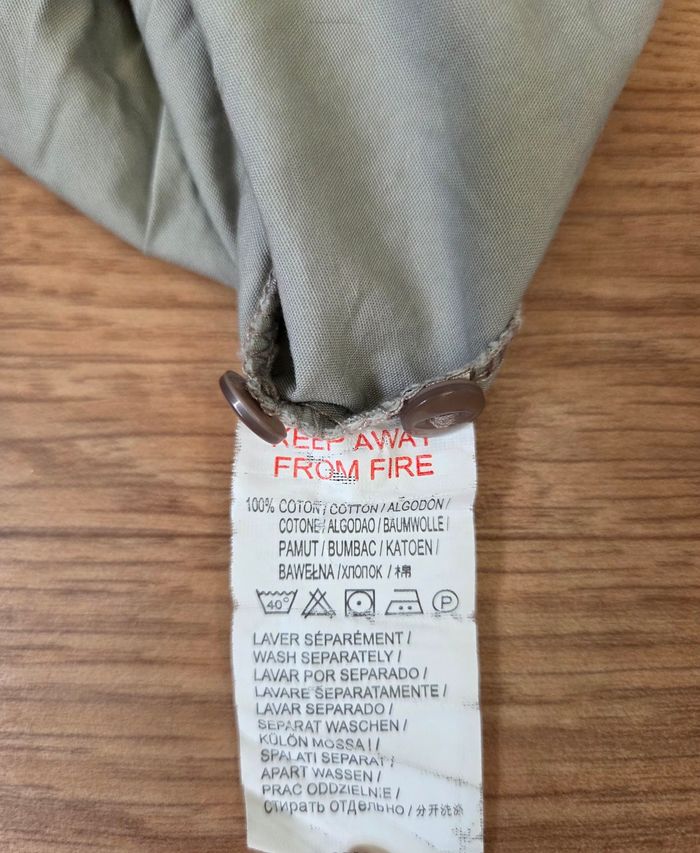 KEEP AWAY
FROM FIRE
100% COTON / COTTON / ALGODÓN /
COTONE / ALGODAO / BAUMWOLLE /
PAMUT / BUMBAC / KATOEN /
BAWEŁNA / ХЛОПОК / 棉
40° P
LAVER SÉPARÉMENT /
WASH SEPARATELY /
LAVAR POR SEPARADO /
LAVARE SEPARATAMENTE /
LAVAR SEPARADO /
SEPARAT WASCHEN /
KÜLÖN MOSSA! /
SPALATI SEPARAT /
APART WASSEN /
PRAC ODDZIELNIE /
Стирать ОТДЕЛЬНО / 分开洗涤